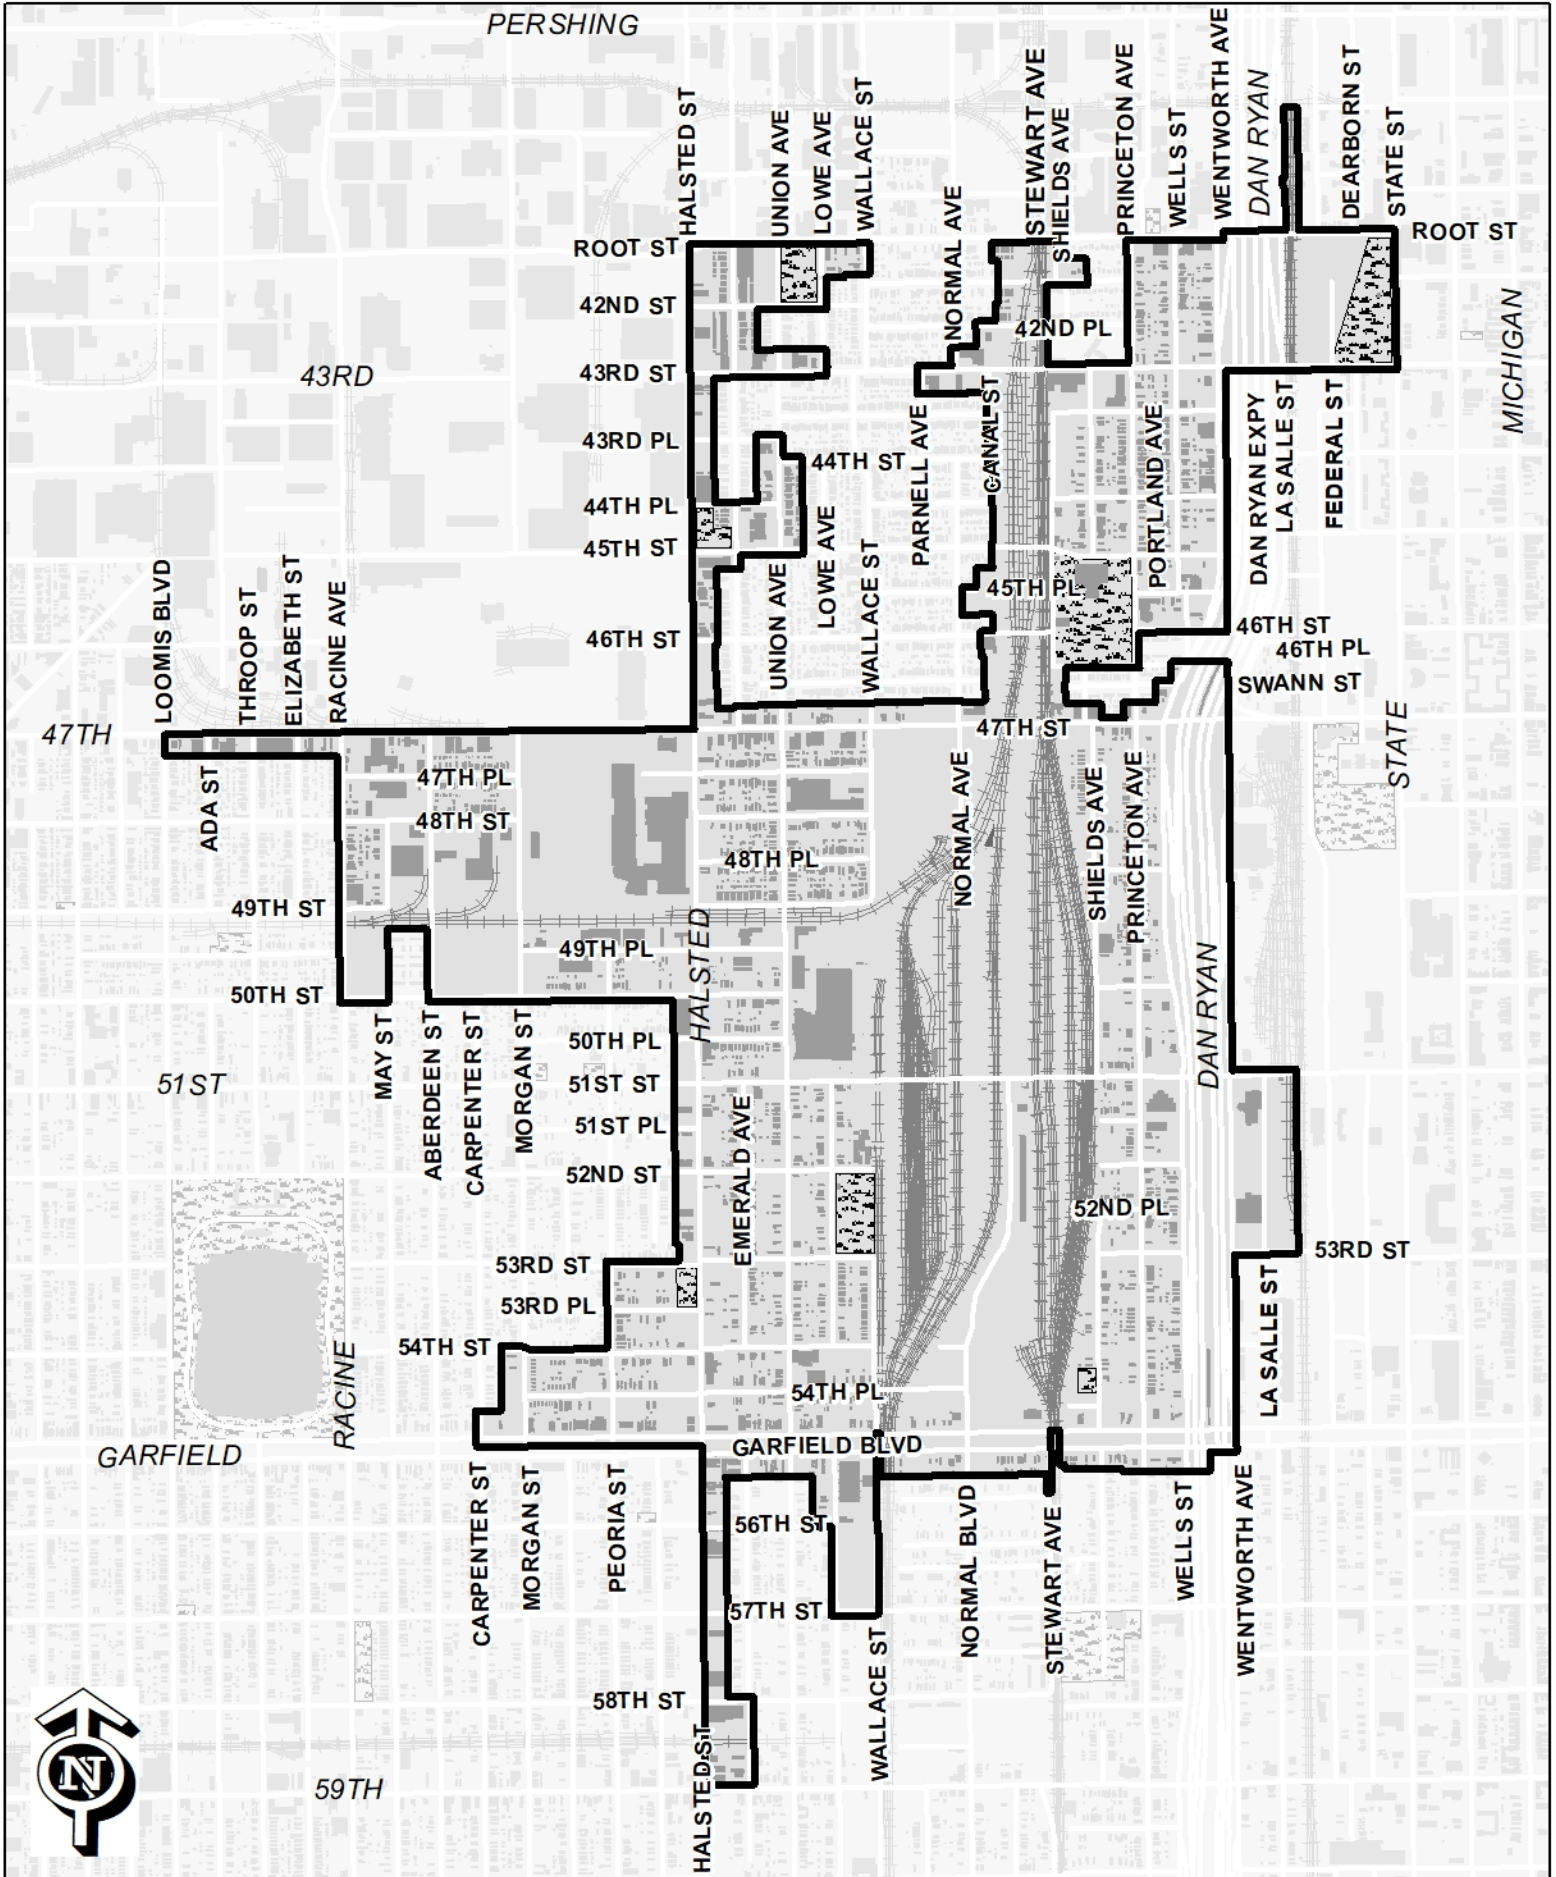 PERSHING
HALSTED ST
UNION AVE
LOWE AVE
WALLACE ST
NORMAL AVE
STEWART AVE
SHIELDS AVE
PRINCETON AVE
WELLS ST
WENTWORTH AVE
DAN RYAN
DEARBORN ST
STATE ST
ROOT ST
ROOT ST
42ND ST
42ND PL
43RD ST
43RD
MICHIGAN
43RD PL
44TH ST
PARNELL AVE
CANAL ST
PORTLAND AVE
DAN RYAN EXPY
LA SALLE ST
FEDERAL ST
44TH PL
45TH ST
LOOMIS BLVD
THROOP ST
ELIZABETH ST
RACINE AVE
UNION AVE
LOWE AVE
WALLACE ST
45TH PL
46TH ST
46TH ST
46TH PL
SWANN ST
47TH
47TH ST
STATE
ADA ST
47TH PL
48TH ST
48TH PL
NORMAL AVE
SHIELDS AVE
PRINCETON AVE
49TH ST
49TH PL
HALSTED
DAN RYAN
50TH ST
MAY ST
ABERDEEN ST
CARPENTER ST
MORGAN ST
50TH PL
51ST
51ST ST
51ST PL
EMERALD AVE
52ND ST
52ND PL
53RD ST
53RD ST
53RD PL
LA SALLE ST
54TH ST
RACINE
54TH PL
GARFIELD
GARFIELD BLVD
CARPENTER ST
MORGAN ST
PEORIA ST
56TH ST
NORMAL BLVD
STEWART AVE
WELLS ST
WENTWORTH AVE
57TH ST
WALLACE ST
58TH ST
HALSTED ST
59TH
N